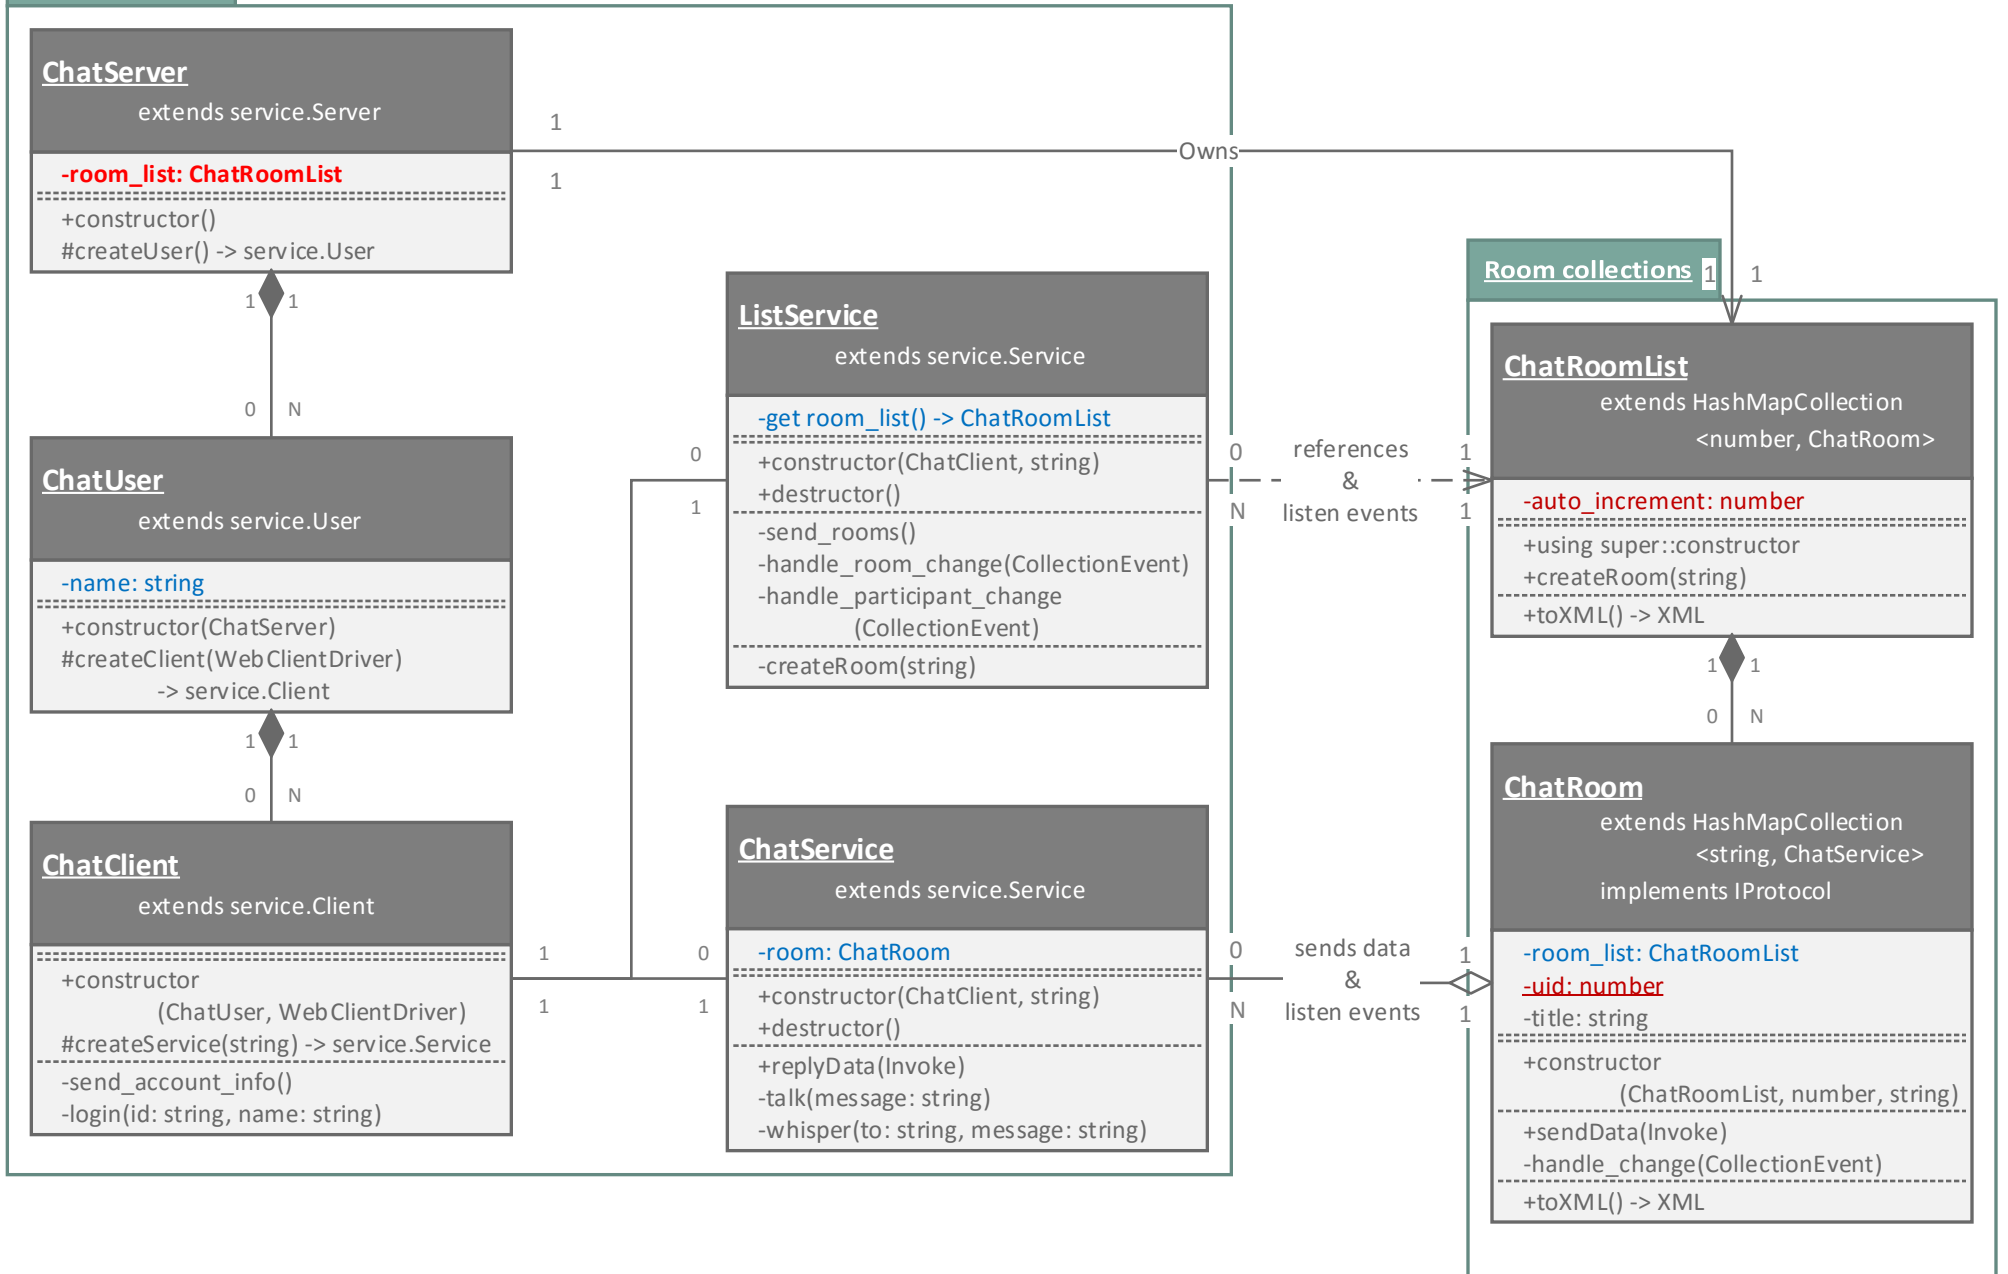 ChatServer
extends service.Server
-room_list: ChatRoomList
+constructor()
#createUser() -> service.User
1
1
Owns
1 1
0 N
ChatUser
extends service.User
-name: string
+constructor(ChatServer)
#createClient(WebClientDriver)
-> service.Client
1 1
0 N
ChatClient
extends service.Client
+constructor
(ChatUser, WebClientDriver)
#createService(string) -> service.Service
-send_account_info()
-login(id: string, name: string)
1
1
0
1
ListService
extends service.Service
-get room_list() -> ChatRoomList
+constructor(ChatClient, string)
+destructor()
-send_rooms()
-handle_room_change(CollectionEvent)
-handle_participant_change
(CollectionEvent)
-createRoom(string)
0
1
ChatService
extends service.Service
-room: ChatRoom
+constructor(ChatClient, string)
+destructor()
+replyData(Invoke)
-talk(message: string)
-whisper(to: string, message: string)
0 references 1
&
N listen events 1
0 sends data 1
&
N listen events 1
Room collections 1 1
ChatRoomList
extends HashMapCollection
<number, ChatRoom>
-auto_increment: number
+using super::constructor
+createRoom(string)
+toXML() -> XML
1 1
0 N
ChatRoom
extends HashMapCollection
<string, ChatService>
implements IProtocol
-room_list: ChatRoomList
-uid: number
-title: string
+constructor
(ChatRoomList, number, string)
+sendData(Invoke)
-handle_change(CollectionEvent)
+toXML() -> XML